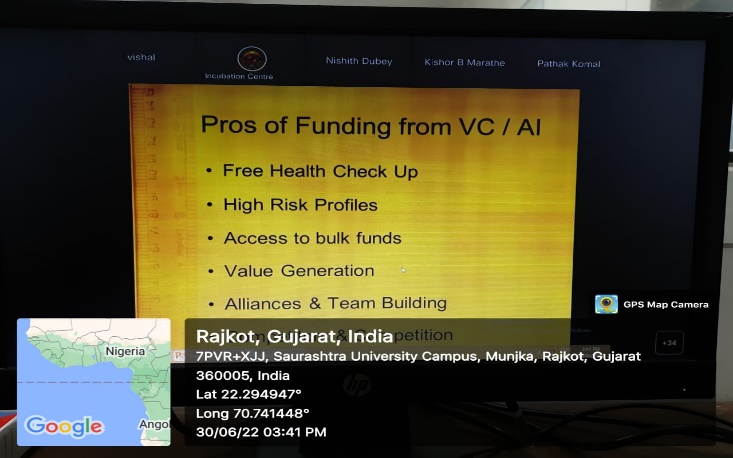 vishal
Incubation Centre
Nishith Dubey
Kishor B Marathe
Pathak Komal
Pros of Funding from VC / AI
• Free Health Check Up
• High Risk Profiles
• Access to bulk funds
• Value Generation
• Alliances & Team Building
& Competition
+34
hp
GPS Map Camera
Nigeria
Angol
Google
Rajkot, Gujarat, India
7PVR+XJJ, Saurashtra University Campus, Munjka, Rajkot, Gujarat
360005, India
Lat 22.294947°
Long 70.741448°
30/06/22 03:41 PM